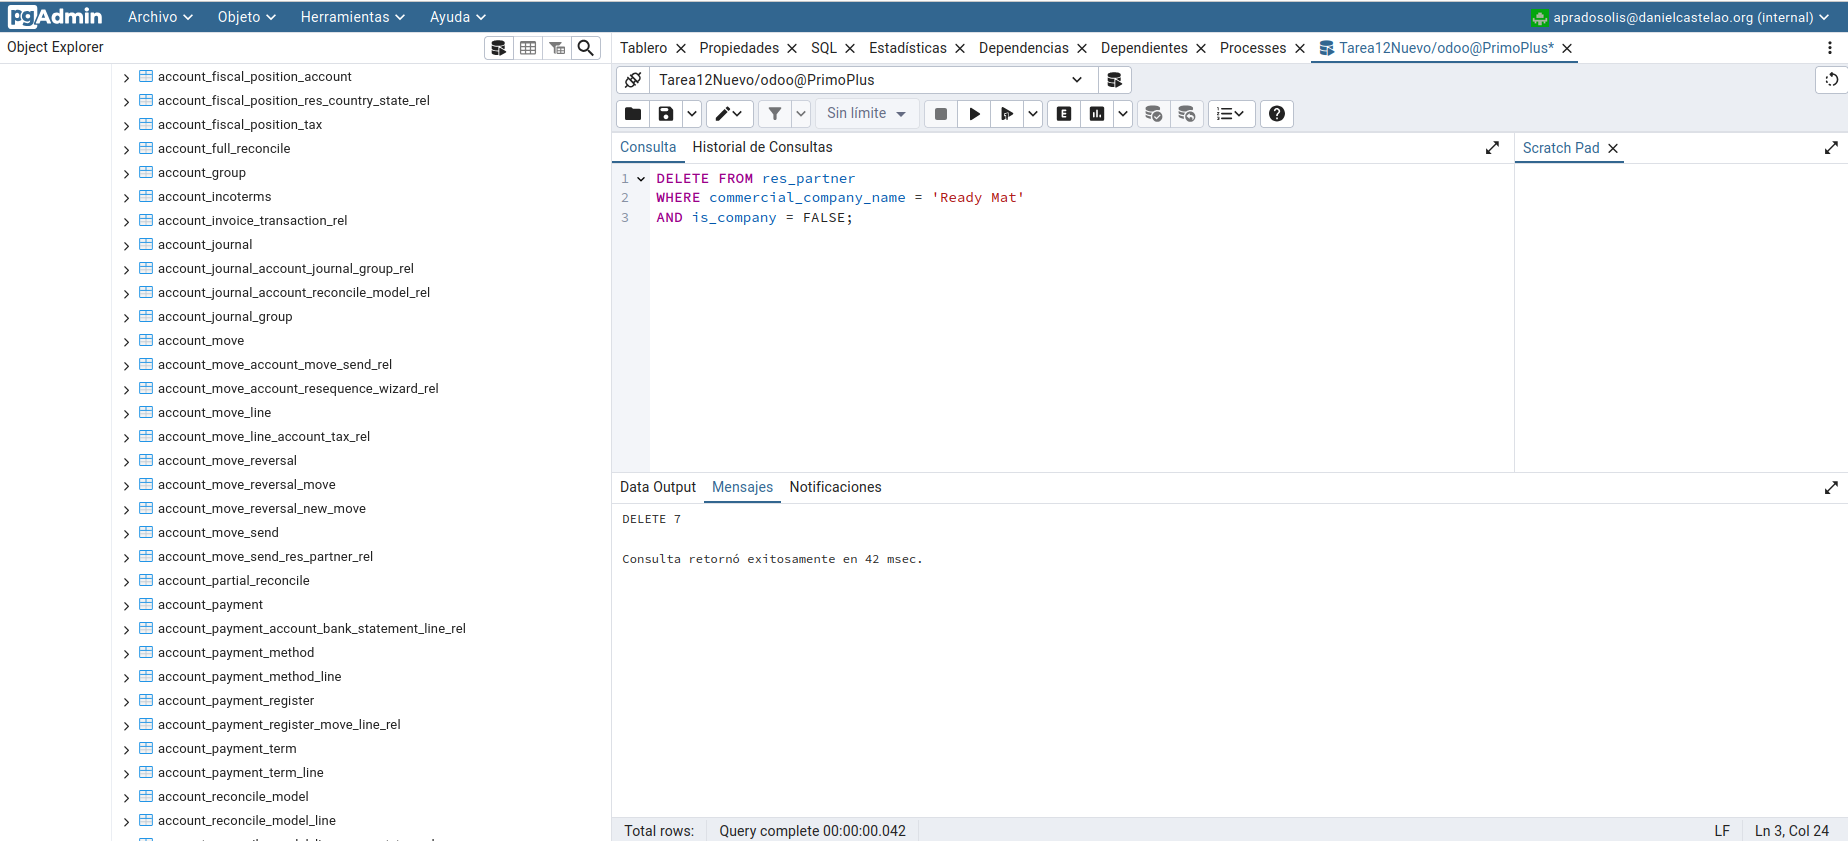 pgAdmin Archivo Objeto Herramientas Ayuda apradosolis@danielcastelao.org (internal)
Object Explorer
Tablero Propiedades SQL Estadísticas Dependencias Dependientes Processes Tarea12Nuevo/odoo@PrimoPlus*
account_fiscal_position_account
account_fiscal_position_res_country_state_rel
account_fiscal_position_tax
account_full_reconcile
account_group
account_incoterms
account_invoice_transaction_rel
account_journal
account_journal_account_journal_group_rel
account_journal_account_reconcile_model_rel
account_journal_group
account_move
account_move_account_move_send_rel
account_move_account_resequence_wizard_rel
account_move_line
account_move_line_account_tax_rel
account_move_reversal
account_move_reversal_move
account_move_reversal_new_move
account_move_send
account_move_send_res_partner_rel
account_partial_reconcile
account_payment
account_payment_account_bank_statement_line_rel
account_payment_method
account_payment_method_line
account_payment_register
account_payment_register_move_line_rel
account_payment_term
account_payment_term_line
account_reconcile_model
account_reconcile_model_line
Tarea12Nuevo/odoo@PrimoPlus
Sin límite
E
Consulta Historial de Consultas
Scratch Pad
1 DELETE FROM res_partner
2 WHERE commercial_company_name = 'Ready Mat'
3 AND is_company = FALSE;
Data Output Mensajes Notificaciones
DELETE 7
Consulta retornó exitosamente en 42 msec.
Total rows: Query complete 00:00:00.042 LF Ln 3, Col 24